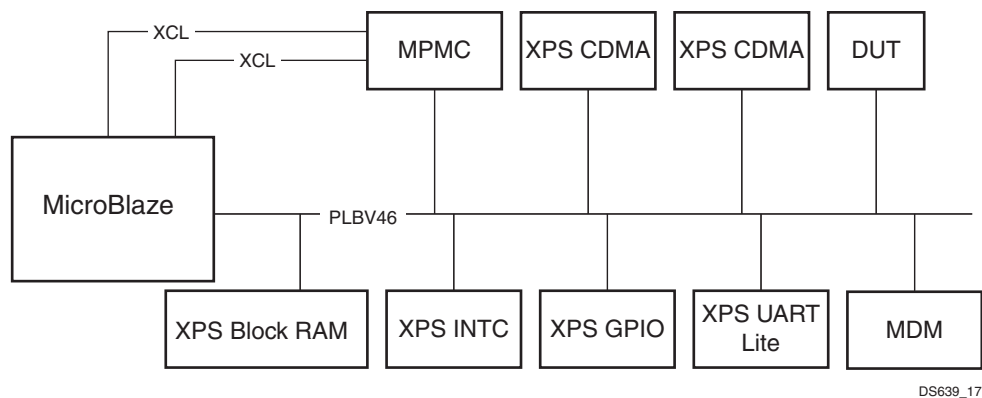 XCL
XCL
MPMC
XPS CDMA
XPS CDMA
DUT
MicroBlaze
PLBV46
XPS Block RAM
XPS INTC
XPS GPIO
XPS UART
Lite
MDM
DS639_17